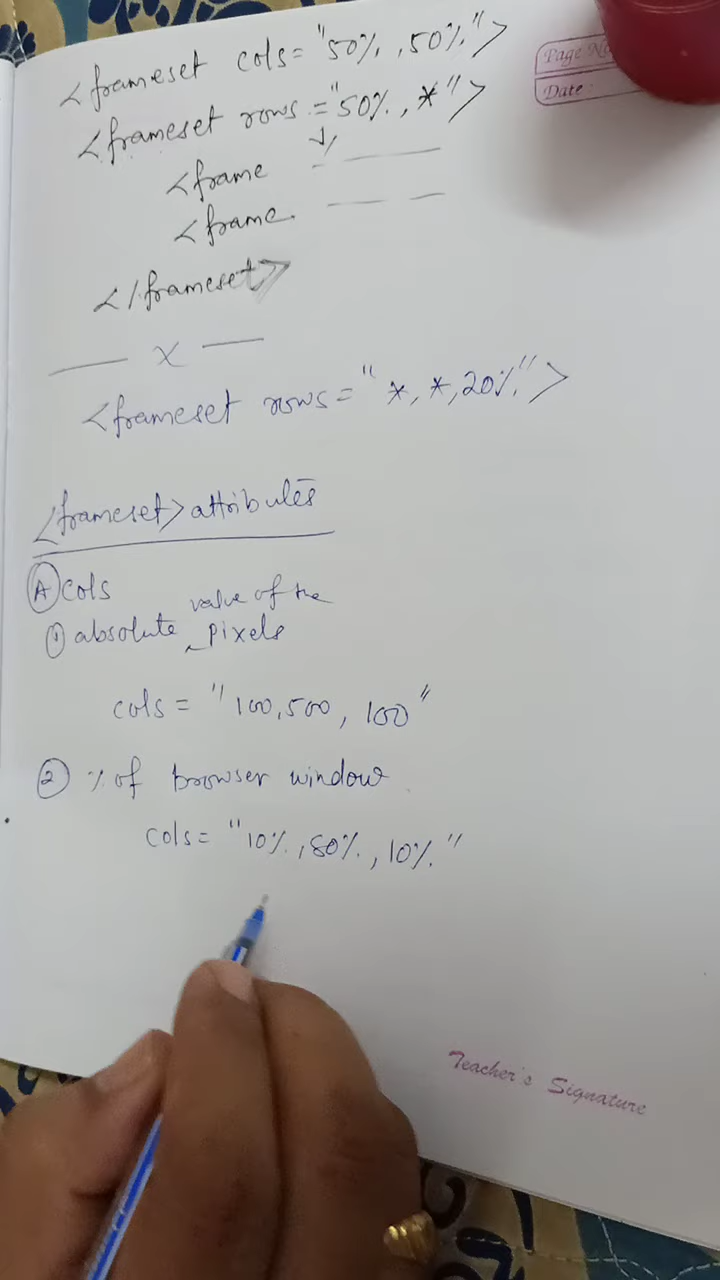 <frameset cols="50%,50%">
Page No
Date:
<frameset rows="50%,*">
<frame
<frame.
</frameset>
x
<frameset rows="*,*,20%">
<frameset> attributes
(A) cols
value of the
(1) absolute pixels
cols = "100,500, 100"
(2) % of browser window
cols= "10%,80%,10%"
Teacher's Signature